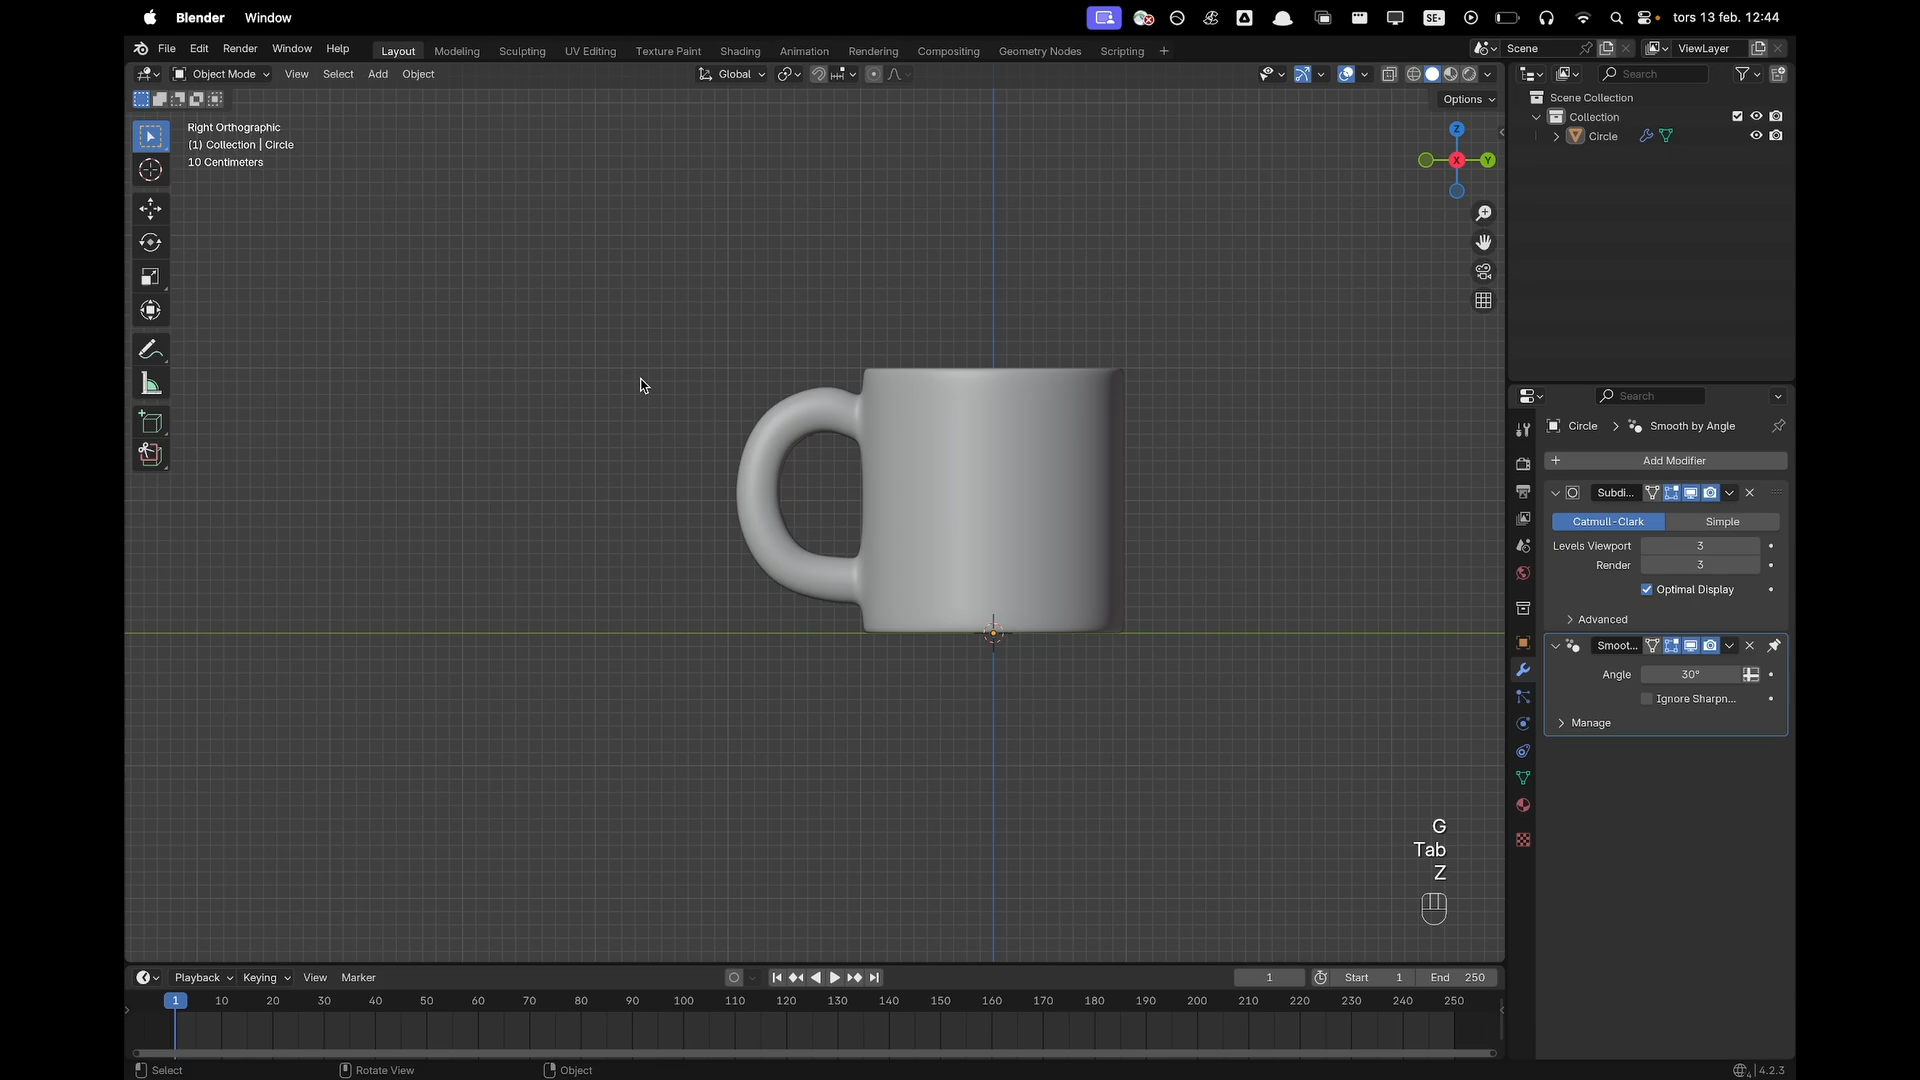 Blender Window SE• tors 13 feb. 12:44
File Edit Render Window Help Layout Modeling Sculpting UV Editing Texture Paint Shading Animation Rendering Compositing Geometry Nodes Scripting + Scene ViewLayer
Object Mode View Select Add Object Global Search
Options
Scene Collection
Collection
Circle
Right Orthographic
(1) Collection | Circle
10 Centimeters
Z
X
Y
Search
Circle > Smooth by Angle
+ Add Modifier
Subdi...
Catmull-Clark Simple
Levels Viewport 3
Render 3
Optimal Display
Advanced
Smoot...
Angle 30°
Ignore Sharpn...
Manage
G
Tab
Z
Playback Keying View Marker 1 Start 1 End 250
1 10 20 30 40 50 60 70 80 90 100 110 120 130 140 150 160 170 180 190 200 210 220 230 240 250
Select Rotate View Object 4.2.3